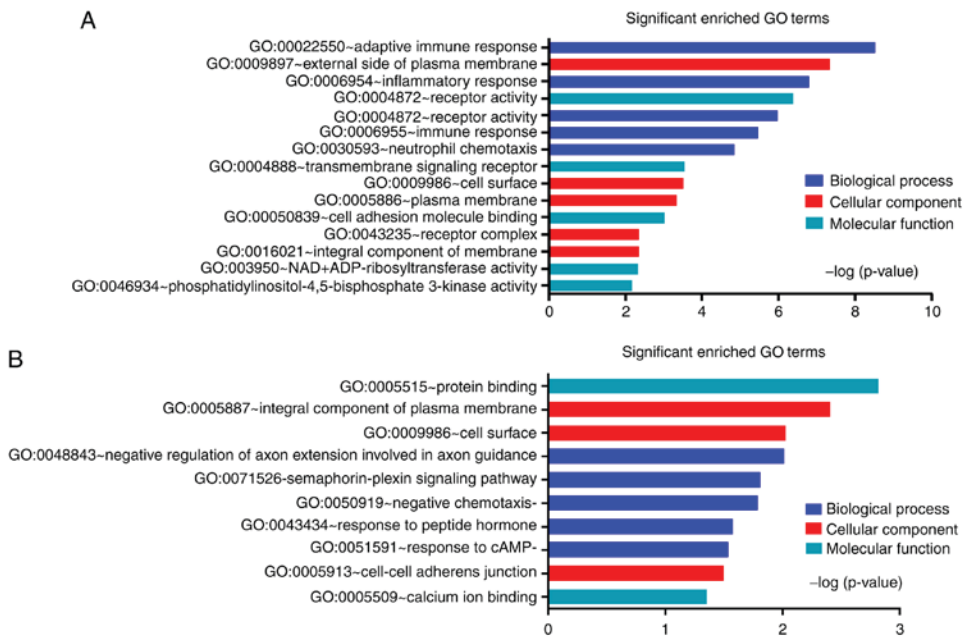 A
Significant enriched GO terms
GO:00022550~adaptive immune response
GO:0009897~external side of plasma membrane
GO:0006954~inflammatory response
GO:0004872~receptor activity
GO:0004872~receptor activity
GO:0006955~immune response
GO:0030593~neutrophil chemotaxis
GO:0004888~transmembrane signaling receptor
GO:0009986~cell surface
GO:0005886~plasma membrane
GO:00050839~cell adhesion molecule binding
GO:0043235~receptor complex
GO:0016021~integral component of membrane
GO:003950~NAD+ADP-ribosyltransferase activity
GO:0046934~phosphatidylinositol-4,5-bisphosphate 3-kinase activity
Biological process
Cellular component
Molecular function
–log (p-value)
0 2 4 6 8 10
B
Significant enriched GO terms
GO:0005515~protein binding
GO:0005887~integral component of plasma membrane
GO:0009986~cell surface
GO:0048843~negative regulation of axon extension involved in axon guidance
GO:0071526-semaphorin-plexin signaling pathway
GO:0050919~negative chemotaxis-
GO:0043434~response to peptide hormone
GO:0051591~response to cAMP-
GO:0005913~cell-cell adherens junction
GO:0005509~calcium ion binding
Biological process
Cellular component
Molecular function
–log (p-value)
0 1 2 3